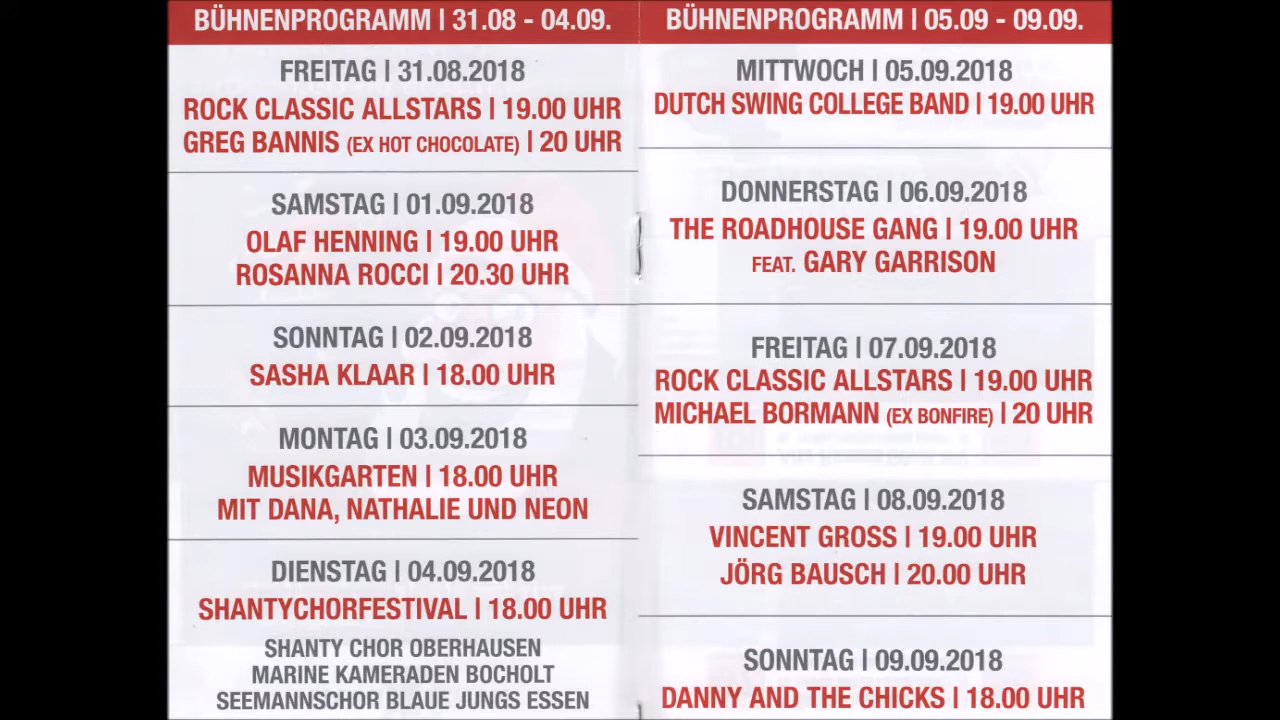 BÜHNENPROGRAMM | 31.08 - 04.09.
FREITAG | 31.08.2018
ROCK CLASSIC ALLSTARS | 19.00 UHR
GREG BANNIS (EX HOT CHOCOLATE) | 20 UHR
SAMSTAG | 01.09.2018
OLAF HENNING | 19.00 UHR
ROSANNA ROCCI | 20.30 UHR
SONNTAG | 02.09.2018
SASHA KLAAR | 18.00 UHR
MONTAG | 03.09.2018
MUSIKGARTEN | 18.00 UHR
MIT DANA, NATHALIE UND NEON
DIENSTAG | 04.09.2018
SHANTYCHORFESTIVAL | 18.00 UHR
SHANTY CHOR OBERHAUSEN
MARINE KAMERADEN BOCHOLT
SEEMANNSCHOR BLAUE JUNGS ESSEN
BÜHNENPROGRAMM | 05.09 - 09.09.
MITTWOCH | 05.09.2018
DUTCH SWING COLLEGE BAND | 19.00 UHR
DONNERSTAG | 06.09.2018
THE ROADHOUSE GANG | 19.00 UHR
FEAT. GARY GARRISON
FREITAG | 07.09.2018
ROCK CLASSIC ALLSTARS | 19.00 UHR
MICHAEL BORMANN (EX BONFIRE) | 20 UHR
SAMSTAG | 08.09.2018
VINCENT GROSS | 19.00 UHR
JÖRG BAUSCH | 20.00 UHR
SONNTAG | 09.09.2018
DANNY AND THE CHICKS | 18.00 UHR